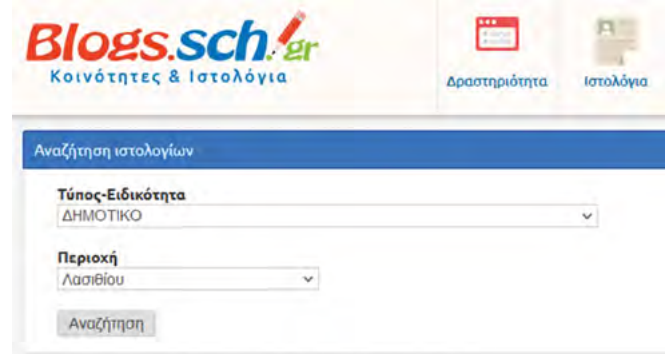 Blogs.sch.gr
Κοινότητες & Ιστολόγια
Δραστηριότητα
Ιστολόγια
Αναζήτηση ιστολογίων
Τύπος-Ειδικότητα
ΔΗΜΟΤΙΚΟ
Περιοχή
Λασιθίου
Αναζήτηση